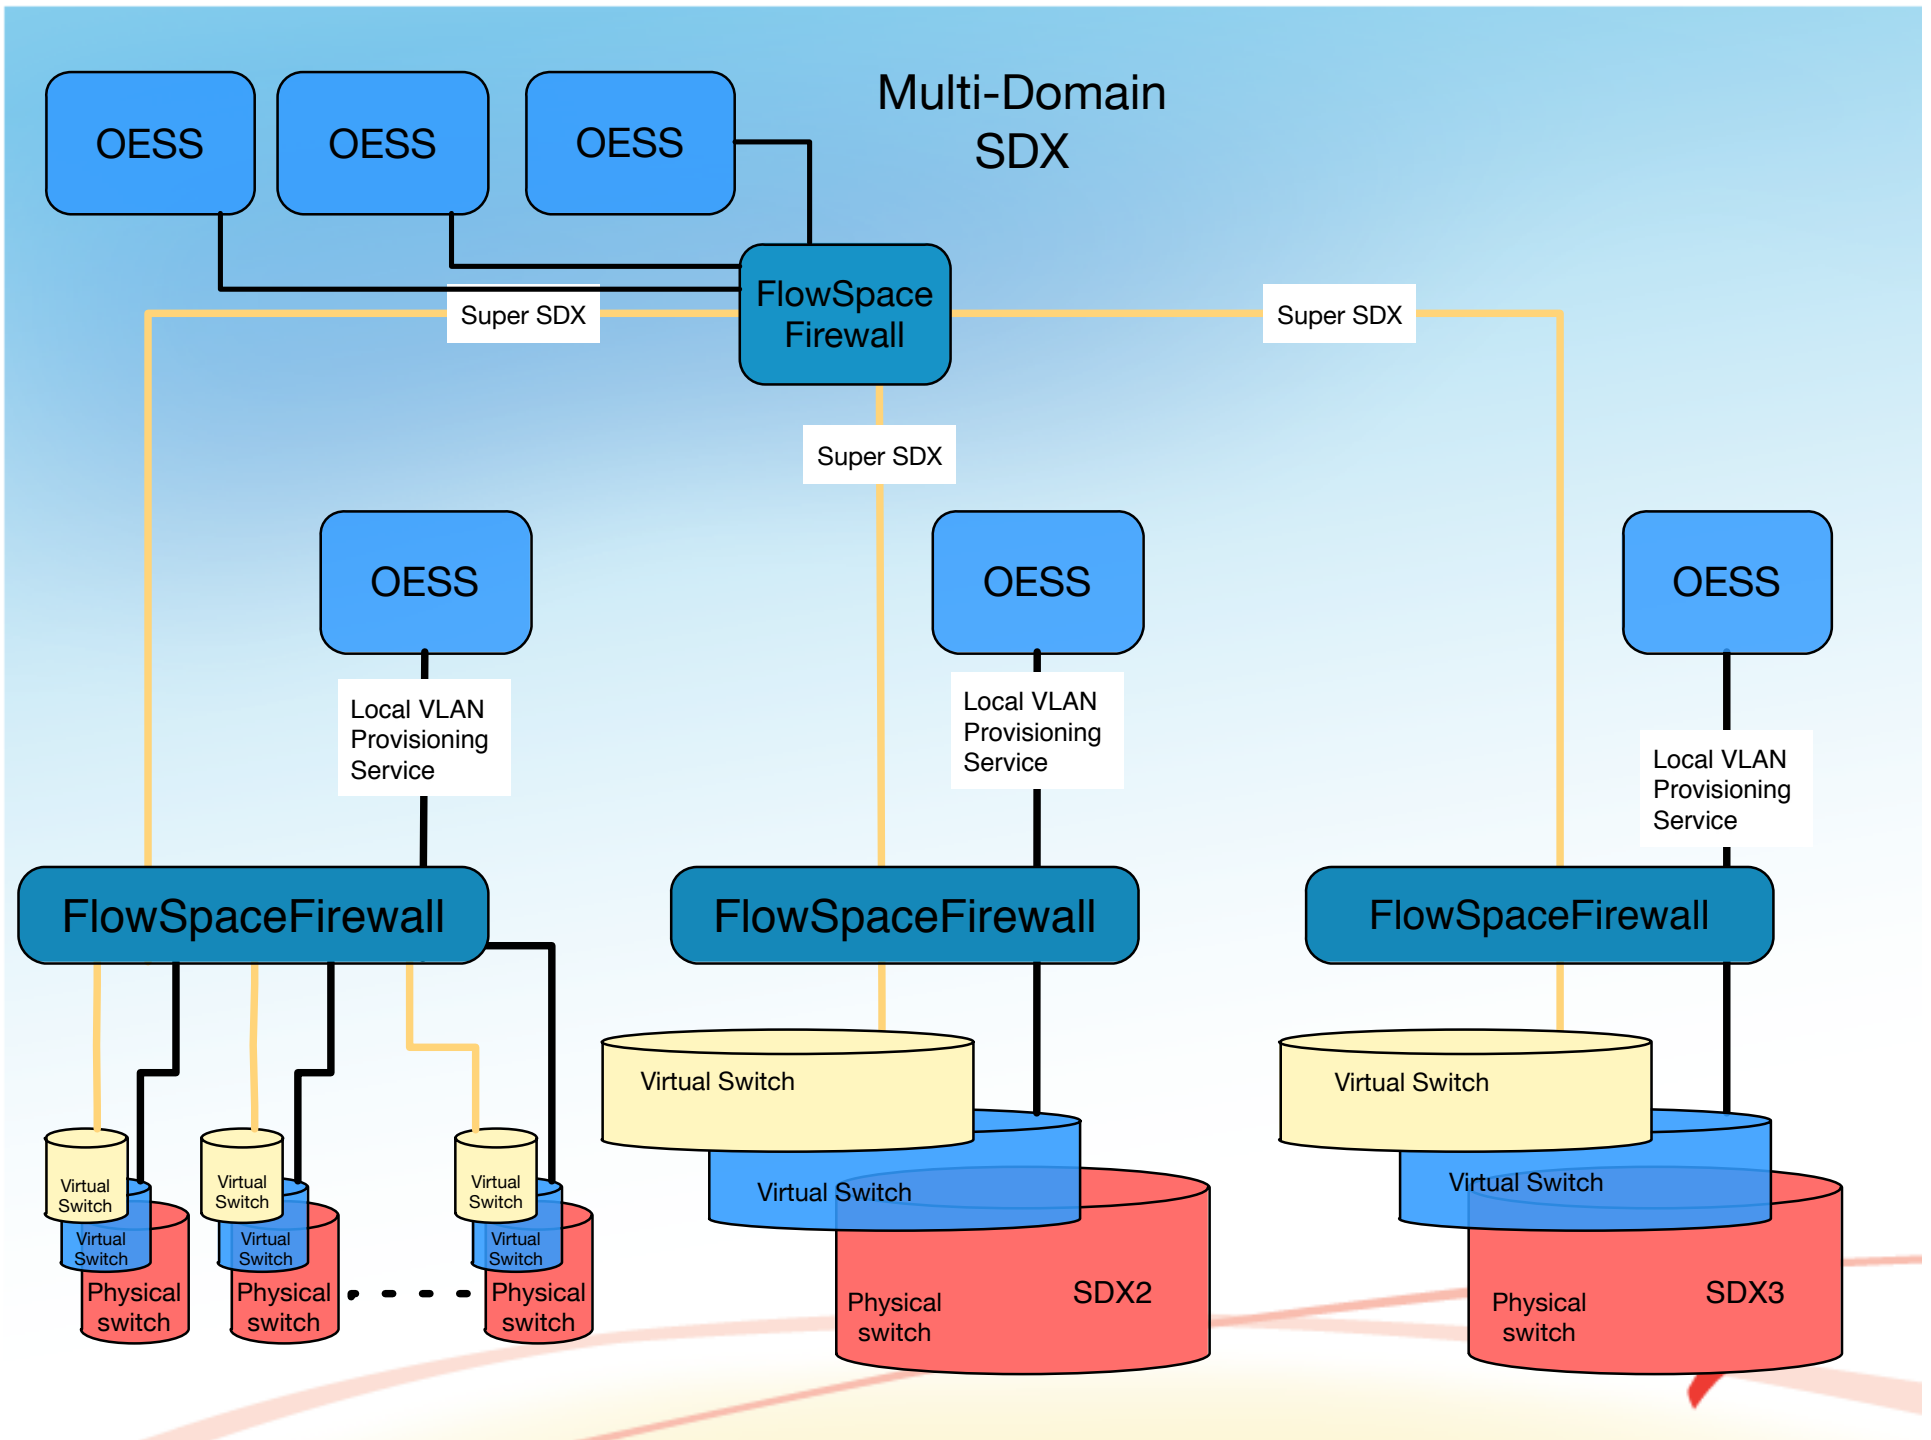 Multi-Domain
SDX
OESS
OESS
OESS
FlowSpace
Firewall
Super SDX
Super SDX
Super SDX
OESS
OESS
OESS
Local VLAN
Provisioning
Service
Local VLAN
Provisioning
Service
Local VLAN
Provisioning
Service
FlowSpaceFirewall
FlowSpaceFirewall
FlowSpaceFirewall
Virtual
Switch
Virtual
Switch
Physical
switch
Virtual
Switch
Virtual
Switch
Physical
switch
Virtual
Switch
Virtual
Switch
Physical
switch
Virtual Switch
Virtual Switch
Physical
switch
SDX2
Virtual Switch
Virtual Switch
Physical
switch
SDX3